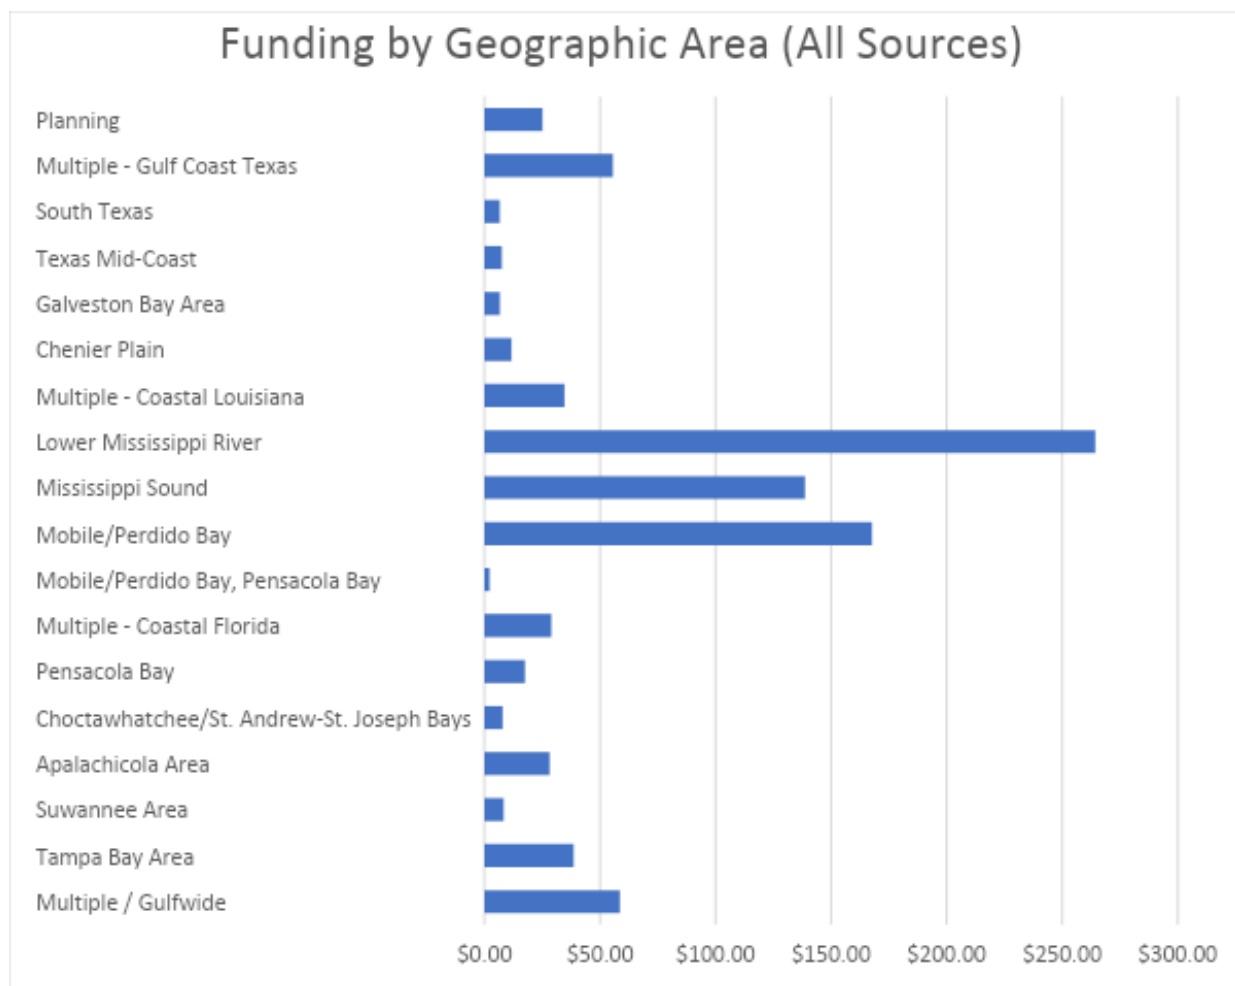 Funding by Geographic Area (All Sources)
Planning
Multiple - Gulf Coast Texas
South Texas
Texas Mid-Coast
Galveston Bay Area
Chenier Plain
Multiple - Coastal Louisiana
Lower Mississippi River
Mississippi Sound
Mobile/Perdido Bay
Mobile/Perdido Bay, Pensacola Bay
Multiple - Coastal Florida
Pensacola Bay
Choctawhatchee/St. Andrew-St. Joseph Bays
Apalachicola Area
Suwannee Area
Tampa Bay Area
Multiple / Gulfwide
$0.00 $50.00 $100.00 $150.00 $200.00 $250.00 $300.00